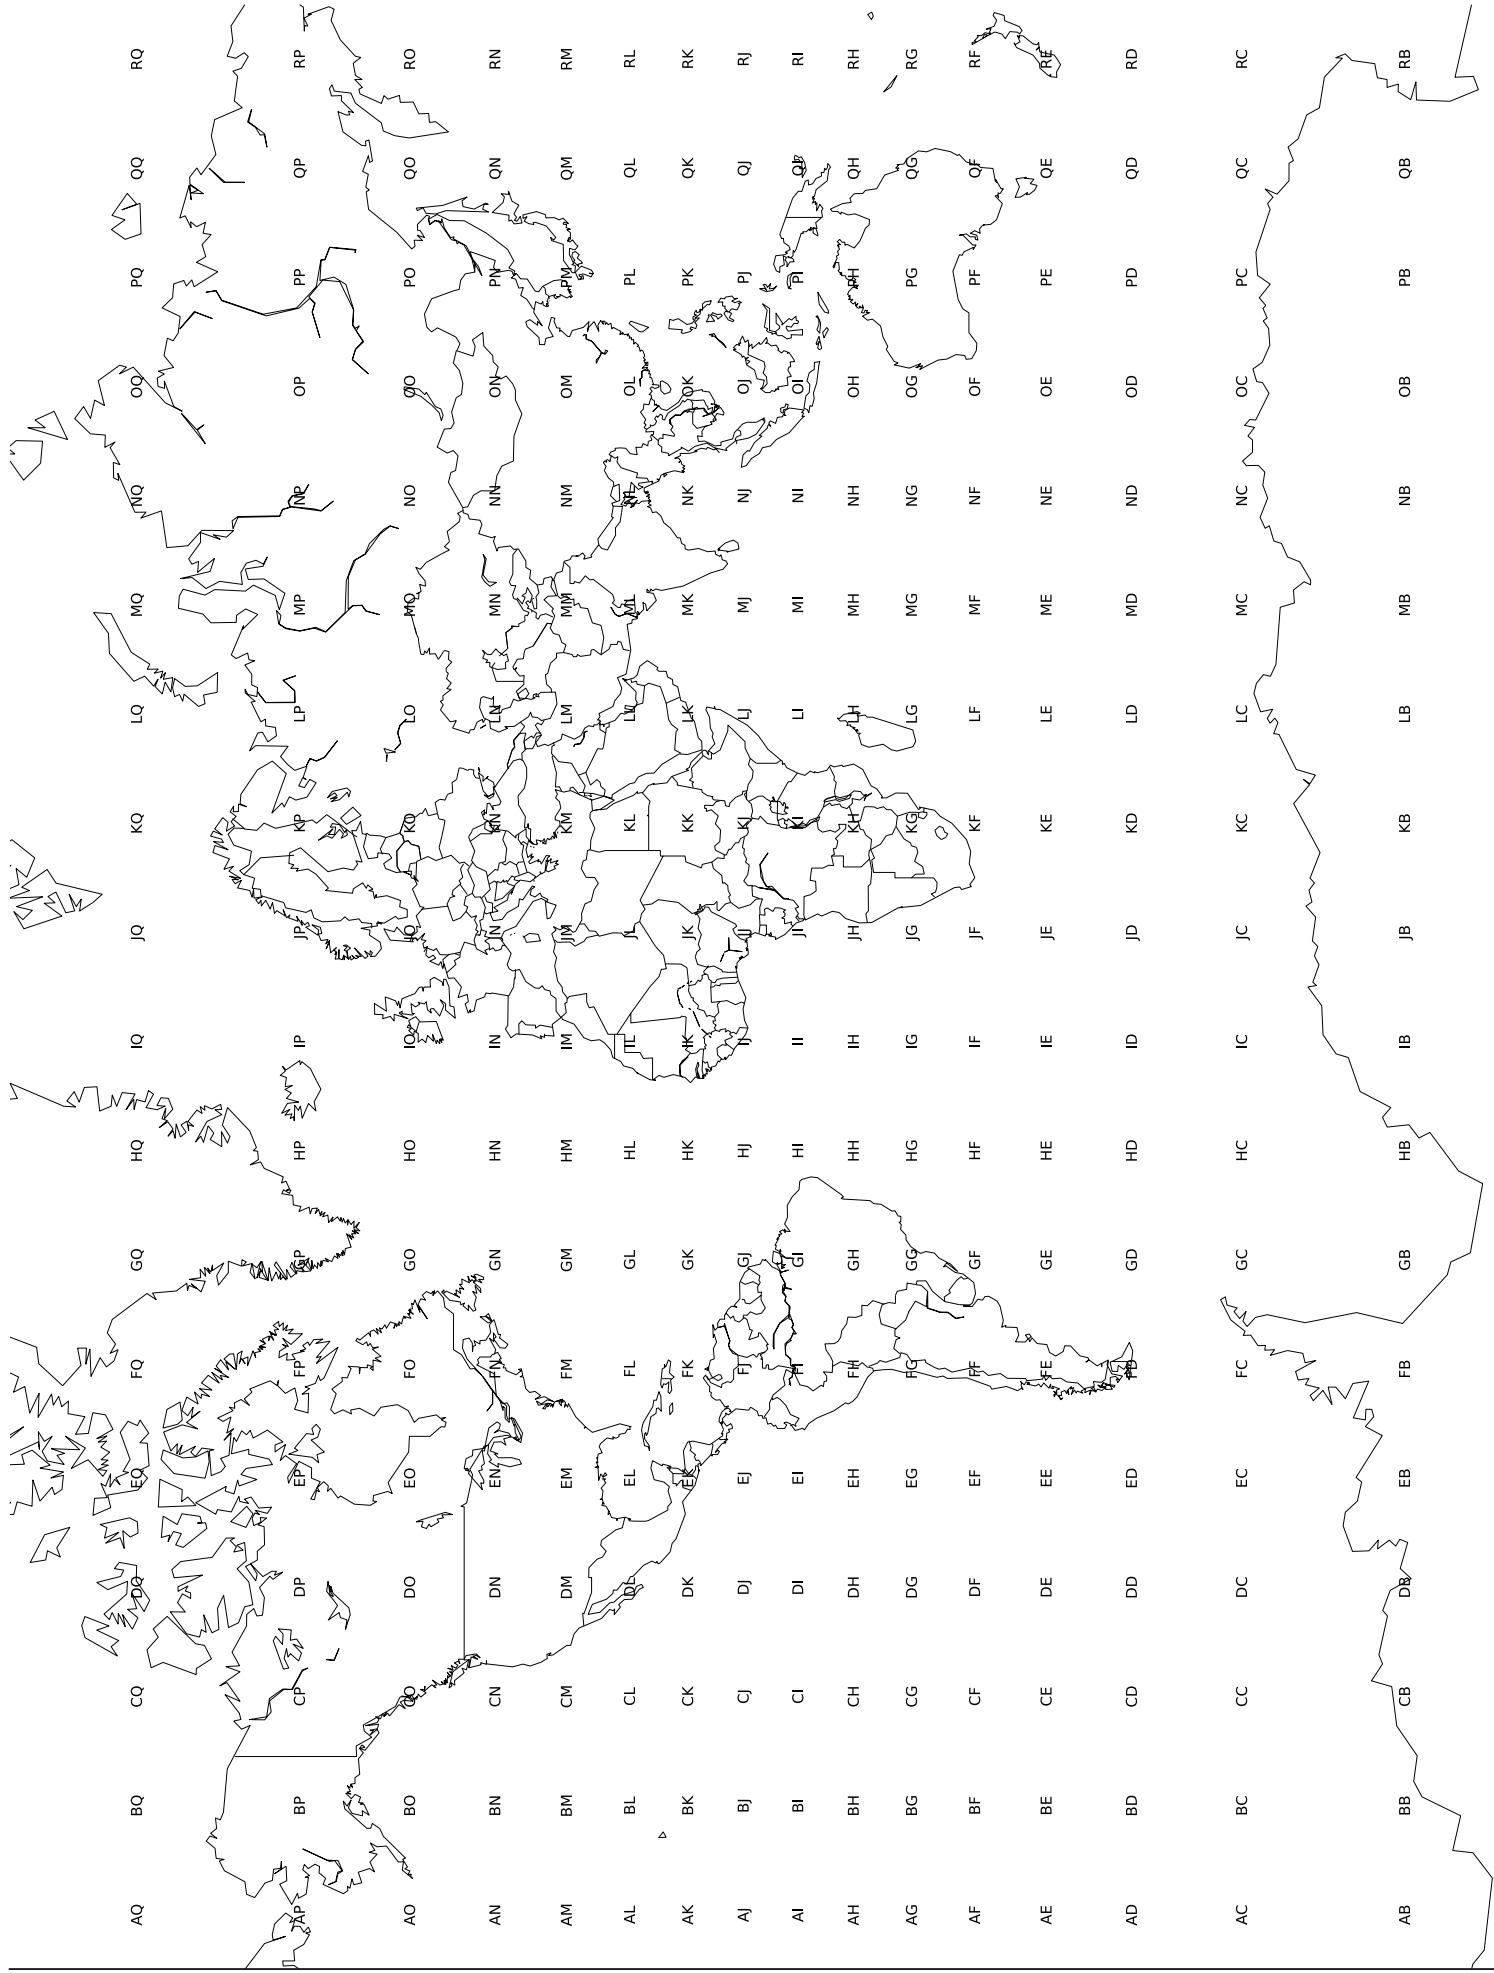 AQ BQ CQ DQ EQ FQ GQ HQ IQ JQ KQ LQ MQ NQ OQ PQ QQ RQ
AP BP CP DP EP FP GP HP IP JP KP LP MP NP OP PP QP RP
AO BO CO DO EO FO GO HO IO JO KO LO MO NO OO PO QO RO
AN BN CN DN EN FN GN HN IN JN KN LN MN NN ON PN QN RN
AM BM CM DM EM FM GM HM IM JM KM LM MM NM OM PM QM RM
AL BL CL DL EL FL GL HL IL JL KL LL ML NL OL PL QL RL
AK BK CK DK EK FK GK HK IK JK KK LK MK NK OK PK QK RK
AJ BJ CJ DJ EJ FJ GJ HJ IJ JJ KJ LJ MJ NJ OJ PJ QJ RJ
AI BI CI DI EI FI GI HI II JI KI LI MI NI OI PI QI RI
AH BH CH DH EH FH GH HH IH JH KH LH MH NH OH PH QH RH
AG BG CG DG EG FG GG HG IG JG KG LG MG NG OG PG QG RG
AF BF CF DF EF FF GF HF IF JF KF LF MF NF OF PF QF RF
AE BE CE DE EE FE GE HE IE JE KE LE ME NE OE PE QE RE
AD BD CD DD ED FD GD HD ID JD KD LD MD ND OD PD QD RD
AC BC CC DC EC FC GC HC IC JC KC LC MC NC OC PC QC RC
AB BB CB DB EB FB GB HB IB JB KB LB MB NB OB PB QB RB